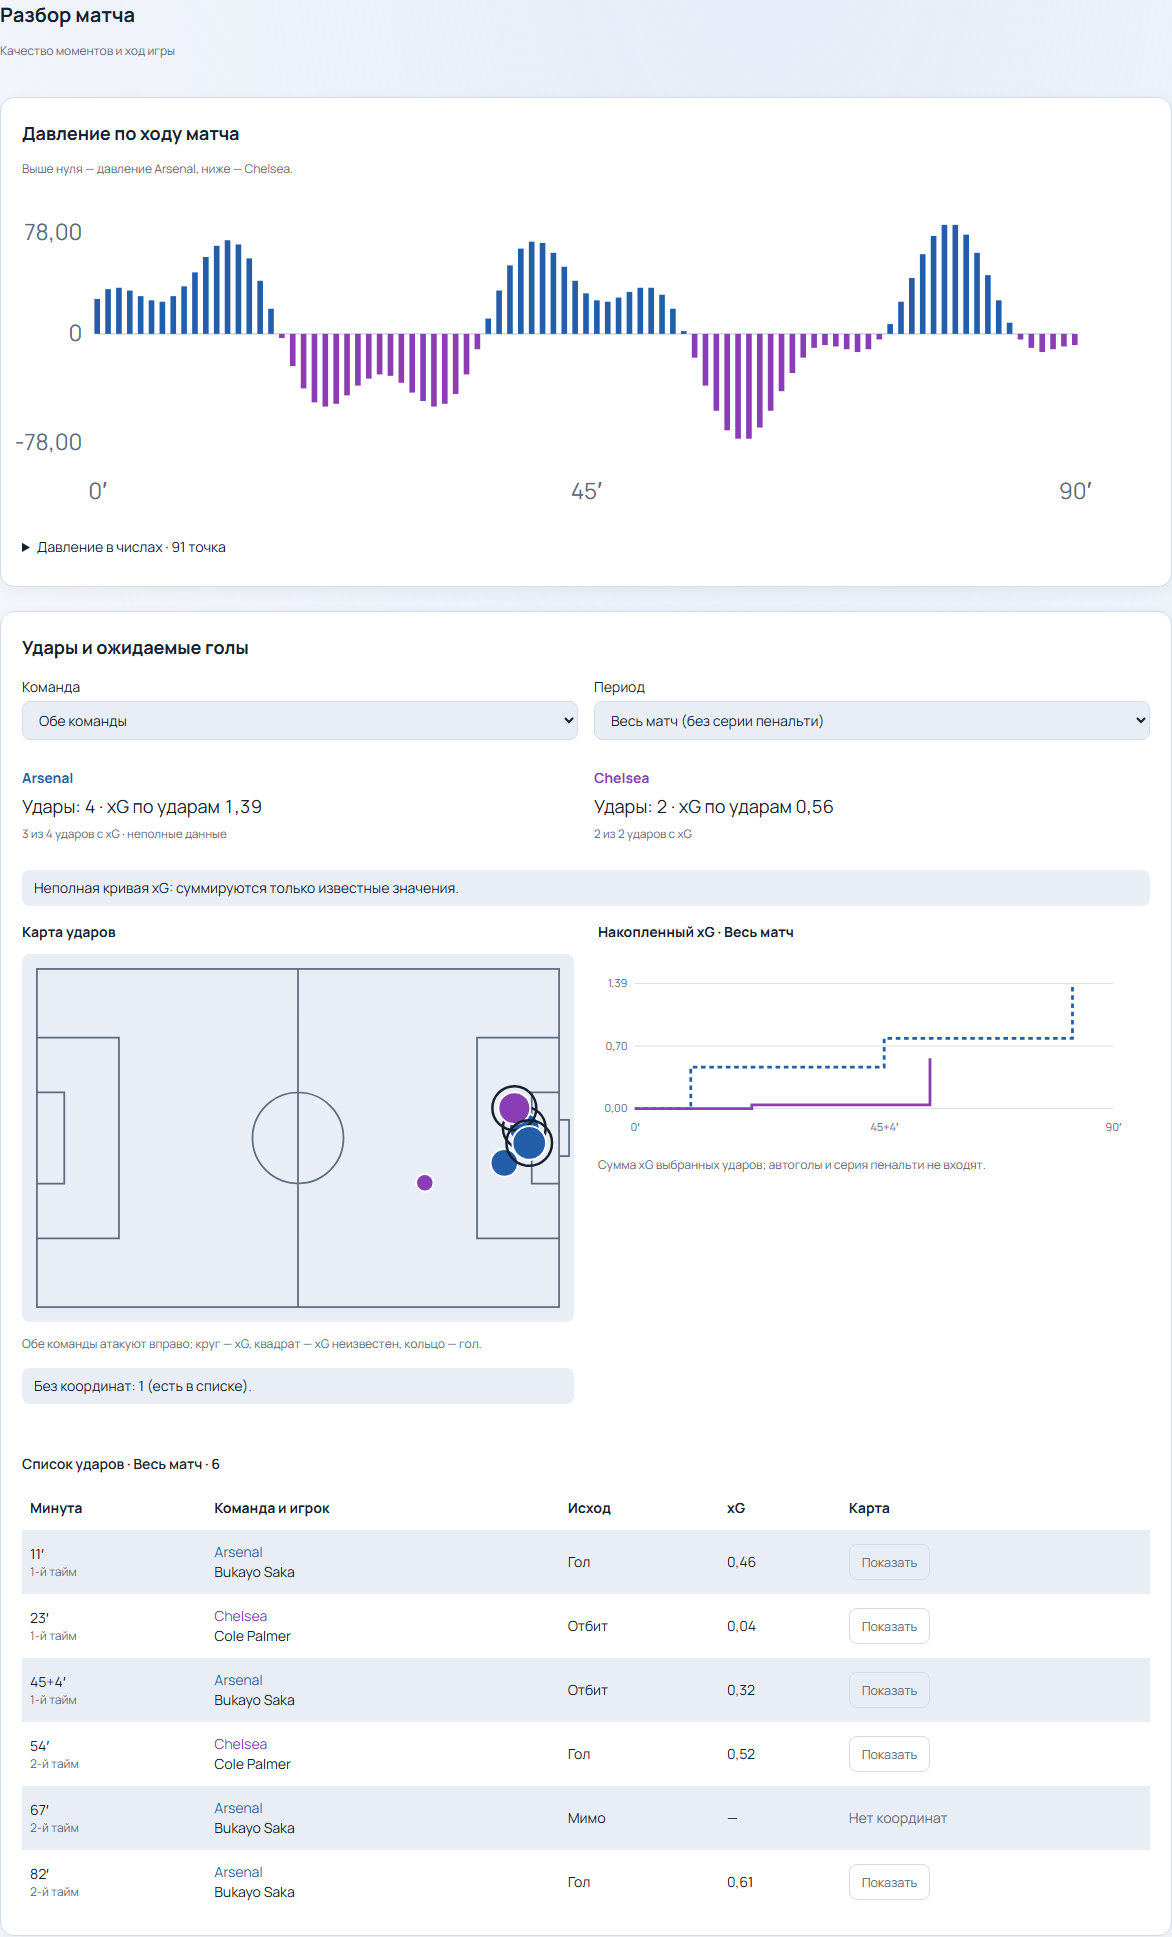 Разбор матча
Качество моментов и ход игры
Давление по ходу матча
Выше нуля — давление Arsenal, ниже — Chelsea.
78,00
0
-78,00
0′ 45′ 90′
Давление в числах · 91 точка
Удары и ожидаемые голы
Команда Период
Обе команды Весь матч (без серии пенальти)
Arsenal Chelsea
Удары: 4 · xG по ударам 1,39 Удары: 2 · xG по ударам 0,56
3 из 4 ударов с xG · неполные данные 2 из 2 ударов с xG
Неполная кривая xG: суммируются только известные значения.
Карта ударов
Обе команды атакуют вправо; круг — xG, квадрат — xG неизвестен, кольцо — гол.
Без координат: 1 (есть в списке).
Накопленный xG · Весь матч
1,39
0,70
0,00
0′ 45+4′ 90′
Сумма xG выбранных ударов; автоголы и серия пенальти не входят.
Список ударов · Весь матч · 6
Минута Команда и игрок Исход xG Карта
11′ 1-й тайм Arsenal Bukayo Saka Гол 0,46 Показать
23′ 1-й тайм Chelsea Cole Palmer Отбит 0,04 Показать
45+4′ 1-й тайм Arsenal Bukayo Saka Отбит 0,32 Показать
54′ 2-й тайм Chelsea Cole Palmer Гол 0,52 Показать
67′ 2-й тайм Arsenal Bukayo Saka Мимо — Нет координат
82′ 2-й тайм Arsenal Bukayo Saka Гол 0,61 Показать